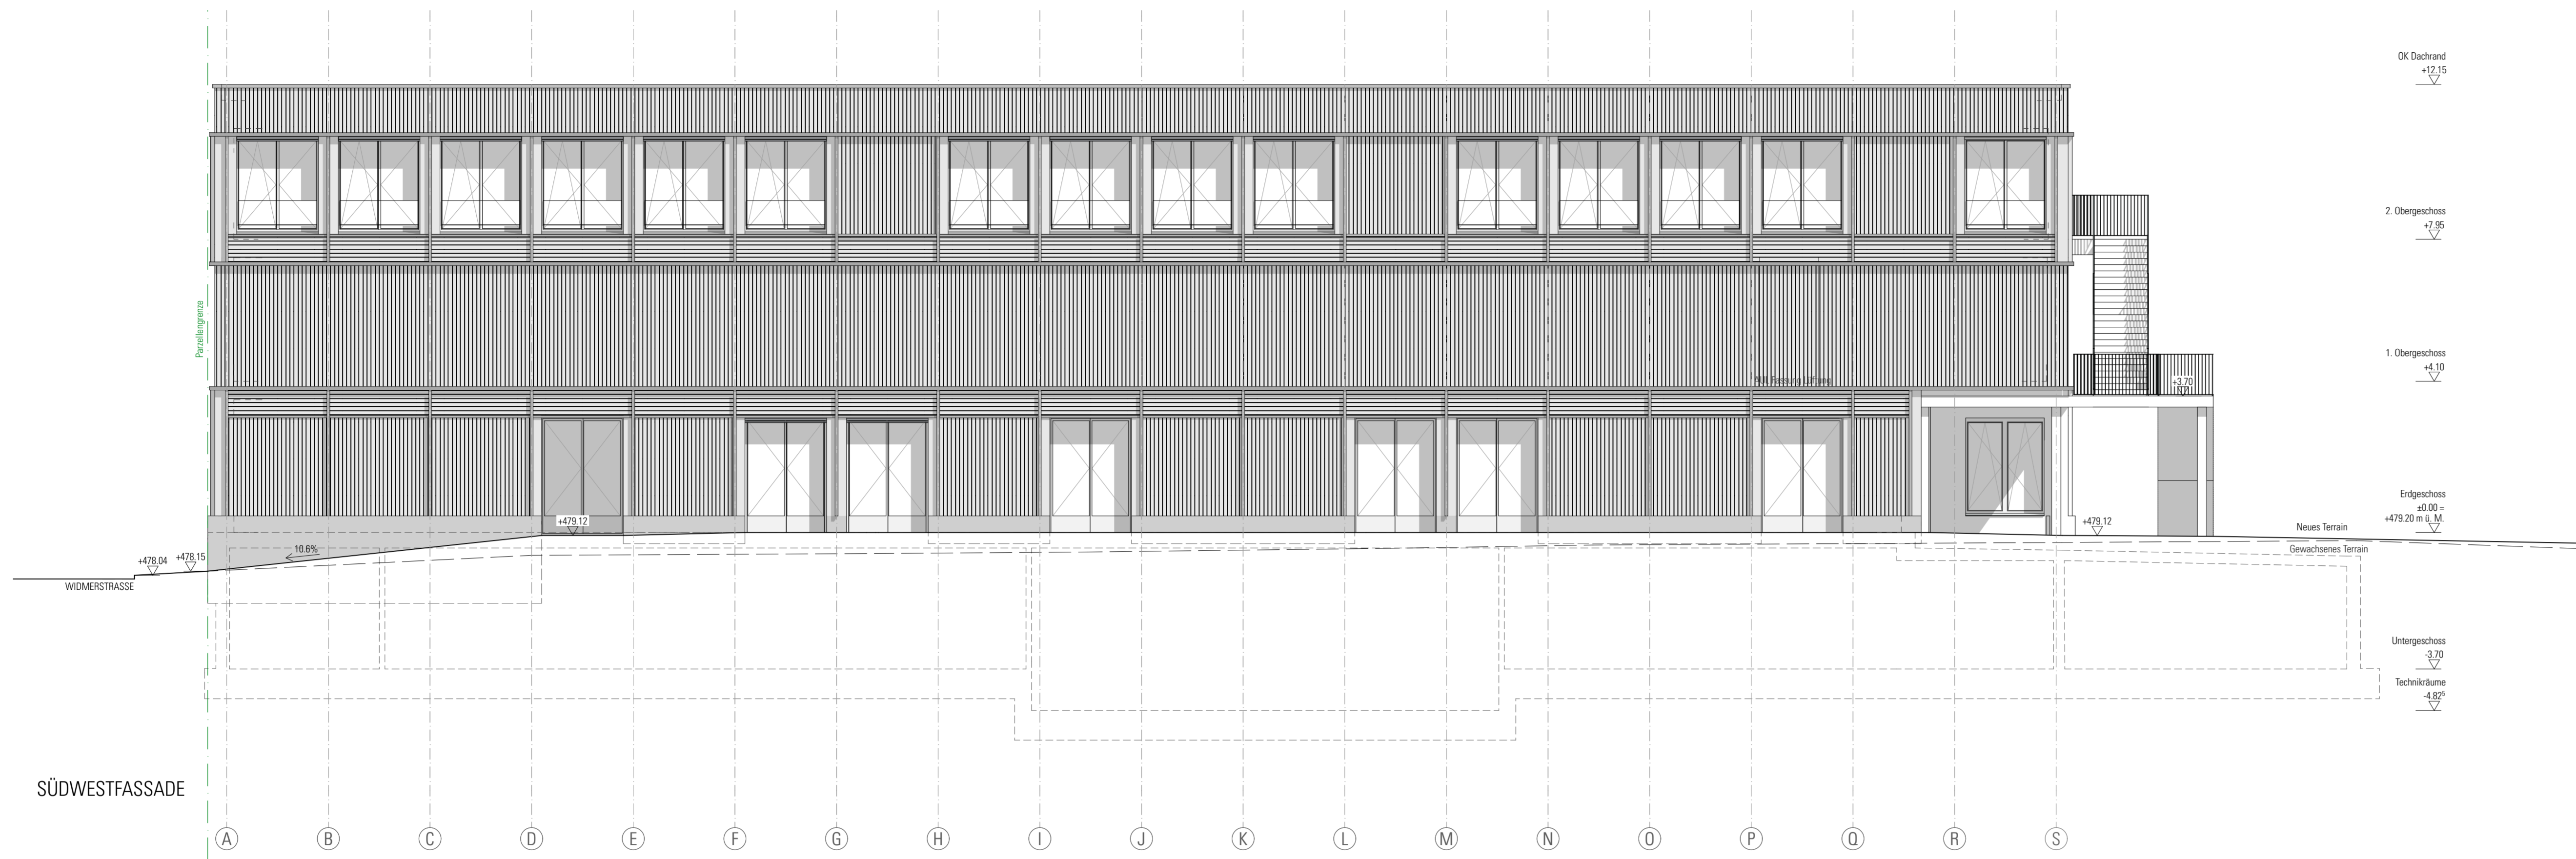 OK Dachrand
+12.15
2. Obergeschoss
+7.95
Parzellengrenze
1. Obergeschoss
+4.10
+3.70
Fassung Lüftung
Erdgeschoss
±0.00 =
+479.20 m ü. M.
+479.12
+479.12
Neues Terrain
Gewachsenes Terrain
10.6%
+478.04
+478.15
WIDMERSTRASSE
Untergeschoss
-3.70
Technikräume
-4.82⁵
SÜDWESTFASSADE
A B C D E F G H I J K L M N O P Q R S